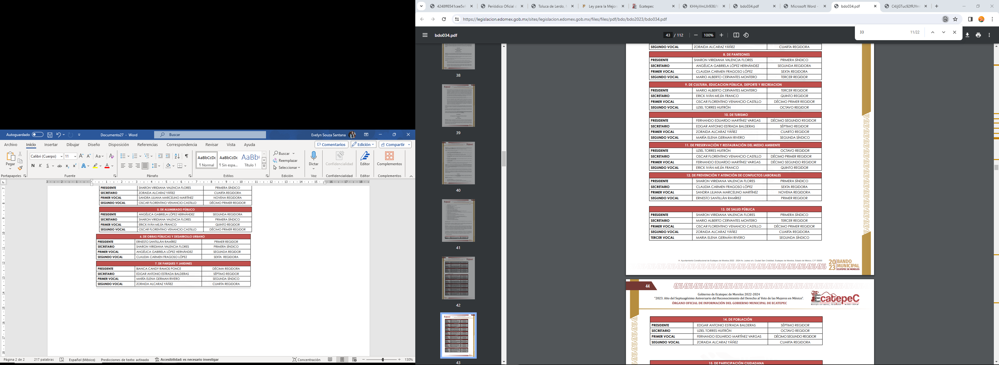 Autoguardado
Documento27 - Word
Buscar
Evelyn Souza Santana
Archivo Inicio Insertar Dibujar Diseño Disposición Referencias Correspondencia Revisar Vista Ayuda
Comentarios Edición Compartir
Pegar
Calibri (Cuerpo) 11
N K S ab
AaBbCcDc AaBbCcDc AaBb(
¶ Normal ¶ Sin espa... Título 1
Buscar
Reemplazar
Seleccionar
Dictar Confidencialidad Editor Complementos
Portapapeles Fuente Párrafo Estilos Edición Voz Confidencialidad Editor Complementos
PRESIDENTE SHARON VIRIDIANA VALENCIA FLORES PRIMERA SÍNDICO
SECRETARIO ZORAIDA ALCARAZ YÁÑEZ CUARTA REGIDORA
PRIMER VOCAL SANDRA LILIANA MARCELINO MARTÍNEZ NOVENA REGIDORA
SEGUNDO VOCAL OSCAR FLORENTINO VENANCIO CASTILLO DÉCIMO PRIMER REGIDOR
5. DE ALUMBRADO PÚBLICO
PRESIDENTE ANGÉLICA GABRIELA LÓPEZ HERNÁNDEZ SEGUNDA REGIDORA
SECRETARIO SHARON VIRIDIANA VALENCIA FLORES PRIMERA SÍNDICO
PRIMER VOCAL ERICK IVÁN MEJÍA FRANCO QUINTO REGIDOR
SEGUNDO VOCAL OSCAR FLORENTINO VENANCIO CASTILLO DÉCIMO PRIMER REGIDOR
6. DE OBRAS PÚBLICAS Y DESARROLLO URBANO
PRESIDENTE ERNESTO SANTILLÁN RAMÍREZ PRIMER REGIDOR
SECRETARIO SHARON VIRIDIANA VALENCIA FLORES PRIMERA SÍNDICO
PRIMER VOCAL ANGÉLICA GABRIELA LÓPEZ HERNÁNDEZ SEGUNDA REGIDOR
SEGUNDO VOCAL CLAUDIA CARMEN FRAGOSO LÓPEZ SEXTA REGIDORA
7. DE PARQUES Y JARDINES
PRESIDENTE BIANCA CANDY RAMOS PONCE DÉCIMA REGIDORA
SECRETARIO EDGAR ANTONIO ESTRADA BALDERAS SÉPTIMO REGIDOR
PRIMER VOCAL MARÍA ELENA GERMAN RIVERO SEGUNDA SÍNDICO
SEGUNDO VOCAL ZORAIDA ALCARAZ YÁÑEZ CUARTA REGIDORA
Página 2 de 2 217 palabras Español (México) Predicciones de texto: activado Accesibilidad: es necesario investigar Concentración 130%
4248ff6541cee5ef Periódico Oficial Toluca de Lerdo, Ley para la Mejora Ecatepec KHHyVmLIIr936JY bdo034.pdf Microsoft Word - bdo034.pdf C4JjGTuc92fRJYm
https://legislacion.edomex.gob.mx/sites/legislacion.edomex.gob.mx/files/files/pdf/bdo/bdo2023/bdo034.pdf
bdo034.pdf
43 / 112 100%
33 11/22
38
39
40
41
42
43
SEGUNDO VOCAL ZORAIDA ALCARAZ YÁÑEZ CUARTA REGIDORA
8. DE PANTEONES
PRESIDENTE SHARON VIRIDIANA VALENCIA FLORES PRIMERA SÍNDICO
SECRETARIO ANGÉLICA GABRIELA LÓPEZ HERNÁNDEZ SEGUNDA REGIDORA
PRIMER VOCAL CLAUDIA CARMEN FRAGOSO LÓPEZ SEXTA REGIDORA
SEGUNDO VOCAL MARIO ALBERTO CERVANTES MONTERO TERCER REGIDOR
9. DE CULTURA, EDUCACION PÚBLICA, DEPORTE Y RECREACION
PRESIDENTE MARIO ALBERTO CERVANTES MONTERO TERCER REGIDOR
SECRETARIO ERICK IVÁN MEJÍA FRANCO QUINTO REGIDOR
PRIMER VOCAL OSCAR FLORENTINO VENANCIO CASTILLO DÉCIMO PRIMER REGIDOR
SEGUNDO VOCAL UZIEL TORRES HUITRÓN OCTAVO REGIDOR
10. DE TURISMO
PRESIDENTE FERNANDO EDUARDO MARTÍNEZ VARGAS DÉCIMO SEGUNDO REGIDOR
SECRETARIO EDGAR ANTONIO ESTRADA BALDERAS SÉPTIMO REGIDOR
PRIMER VOCAL ZORAIDA ALCARAZ YÁÑEZ CUARTO REGIDOR
SEGUNDO VOCAL MARÍA ELENA GERMAN RIVERO SEGUNDA SÍNDICO
11. DE PRESERVACIÓN Y RESTAURACIÓN DEL MEDIO AMBIENTE
PRESIDENTE UZIEL TORRES HUITRÓN OCTAVO REGIDOR
SECRETARIO OSCAR FLORENTINO VENANCIO CASTILLO DÉCIMO PRIMER REGIDOR
PRIMER VOCAL FERNANDO EDUARDO MARTÍNEZ VARGAS DÉCIMO SEGUNDO REGIDOR
SEGUNDO VOCAL ERICK IVÁN MEJÍA FRANCO QUINTO REGIDOR
12. DE PREVENCIÓN Y ATENCIÓN DE CONFLICTOS LABORALES
PRESIDENTE SHARON VIRIDIANA VALENCIA FLORES PRIMERA SÍNDICO
SECRETARIO CLAUDIA CARMEN FRAGOSO LÓPEZ SEXTA REGIDORA
PRIMER VOCAL SANDRA LILIANA MARCELINO MARTÍNEZ NOVENA REGIDORA
SEGUNDO VOCAL ERNESTO SANTILLÁN RAMÍREZ PRIMER REGIDOR
13. DE SALUD PÚBLICA
PRESIDENTE SHARON VIRIDIANA VALENCIA FLORES PRIMERA SÍNDICO
SECRETARIO MARIO ALBERTO CERVANTES MONTERO TERCER REGIDOR
PRIMER VOCAL OSCAR FLORENTINO VENANCIO CASTILLO DÉCIMO PRIMER REGIDOR
SEGUNDO VOCAL ZORAIDA ALCARAZ YÁÑEZ CUARTA REGIDORA
TERCER VOCAL MARIA ELENA GERMÁN RIVERO SEGUNDA SÍNDICO
H. Ayuntamiento Constitucional de Ecatepec de Morelos 2022 - 2024 Av. Juárez s/n, Ciudad San Cristóbal, Ecatepec de Morelos, Estado de México, C.P. 55000
2023 BANDO MUNICIPAL ECATEPEC DE MORELOS
44
Gobierno de Ecatepec de Morelos 2022-2024
"2023. Año del Septuagésimo Aniversario del Reconocimiento del Derecho al Voto de las Mujeres en México".
ÓRGANO OFICIAL DE INFORMACIÓN DEL GOBIERNO MUNICIPAL DE ECATEPEC
EcatepeC
14. DE POBLACIÓN
PRESIDENTE EDGAR ANTONIO ESTRADA BALDERAS SÉPTIMO REGIDOR
SECRETARIO UZIEL TORRES HUITRÓN OCTAVO REGIDOR
PRIMER VOCAL FERNANDO EDUARDO MARTÍNEZ VARGAS DÉCIMO SEGUNDO REGIDOR
SEGUNDO VOCAL ZORAIDA ALCARAZ YÁÑEZ CUARTA REGIDORA
15. DE PARTICIPACIÓN CIUDADANA